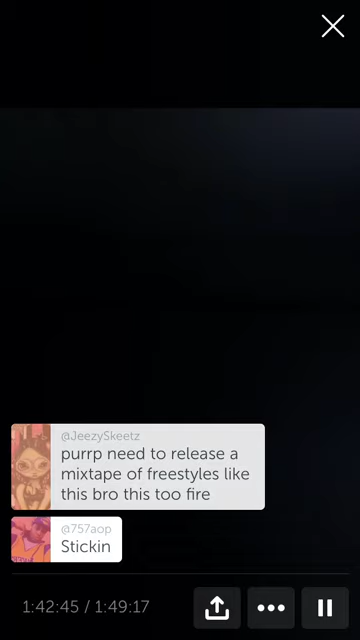 @JeezySkeetz
purrp need to release a
mixtape of freestyles like
this bro this too fire
@757aop
Stickin
1:42:45 / 1:49:17